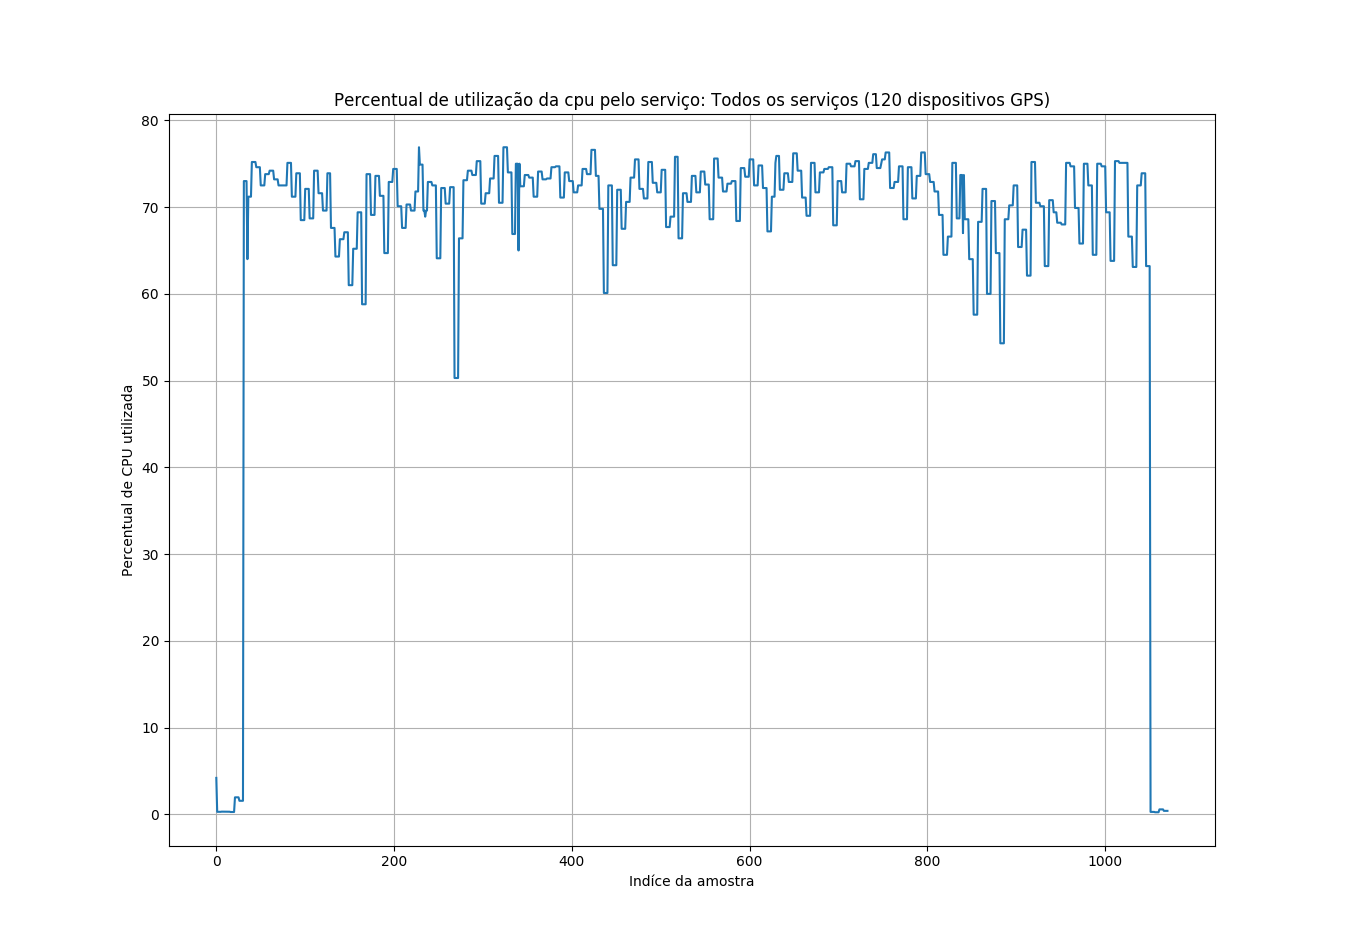 Percentual de utilização da cpu pelo serviço: Todos os serviços (120 dispositivos GPS)
80
70
60
50
40
30
20
10
0
Percentual de CPU utilizada
0 200 400 600 800 1000
Indíce da amostra